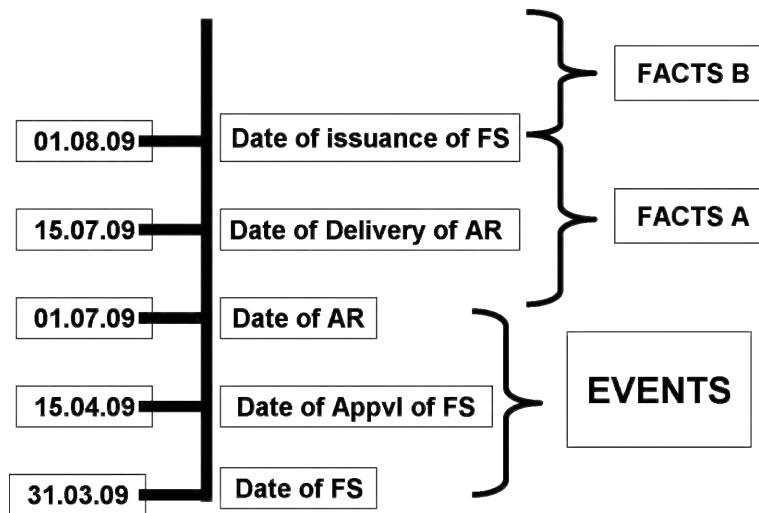 FACTS B
01.08.09 Date of issuance of FS
15.07.09 Date of Delivery of AR
FACTS A
01.07.09 Date of AR
EVENTS
15.04.09 Date of Appvl of FS
31.03.09 Date of FS